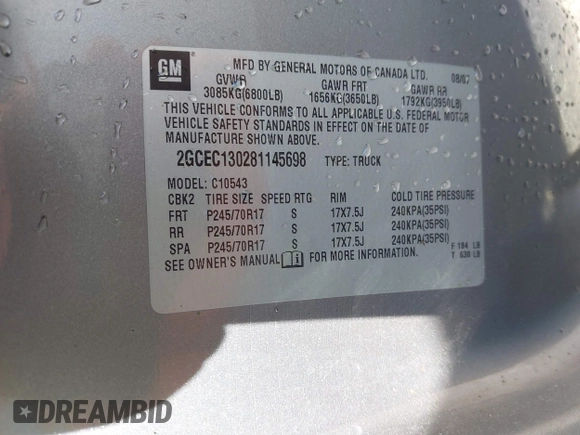 GM
MFD BY GENERAL MOTORS OF CANADA LTD. 08/07
GVWR GAWR FRT GAWR RR
3085KG(6800LB) 1656KG(3650LB) 1792KG(3950LB)
THIS VEHICLE CONFORMS TO ALL APPLICABLE U.S. FEDERAL MOTOR
VEHICLE SAFETY STANDARDS IN EFFECT ON THE DATE OF
MANUFACTURE SHOWN ABOVE.
2GCEC130281145698 TYPE: TRUCK
MODEL: C10543
CBK2 TIRE SIZE SPEED RTG RIM COLD TIRE PRESSURE
FRT P245/70R17 S 17X7.5J 240KPA(35PSI)
RR P245/70R17 S 17X7.5J 240KPA(35PSI)
SPA P245/70R17 S 17X7.5J 240KPA(35PSI)
SEE OWNER'S MANUAL i FOR MORE INFORMATION.
F 194 LB
T 630 LB
DREAMBID